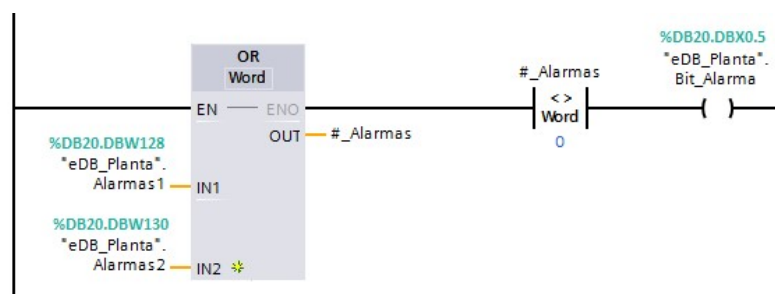 OR
Word
EN
ENO
OUT
#_Alarmas
%DB20.DBW128
"eDB_Planta".
Alarmas1
IN1
%DB20.DBW130
"eDB_Planta".
Alarmas2
IN2
#_Alarmas
<>
Word
0
%DB20.DBX0.5
"eDB_Planta".
Bit_Alarma